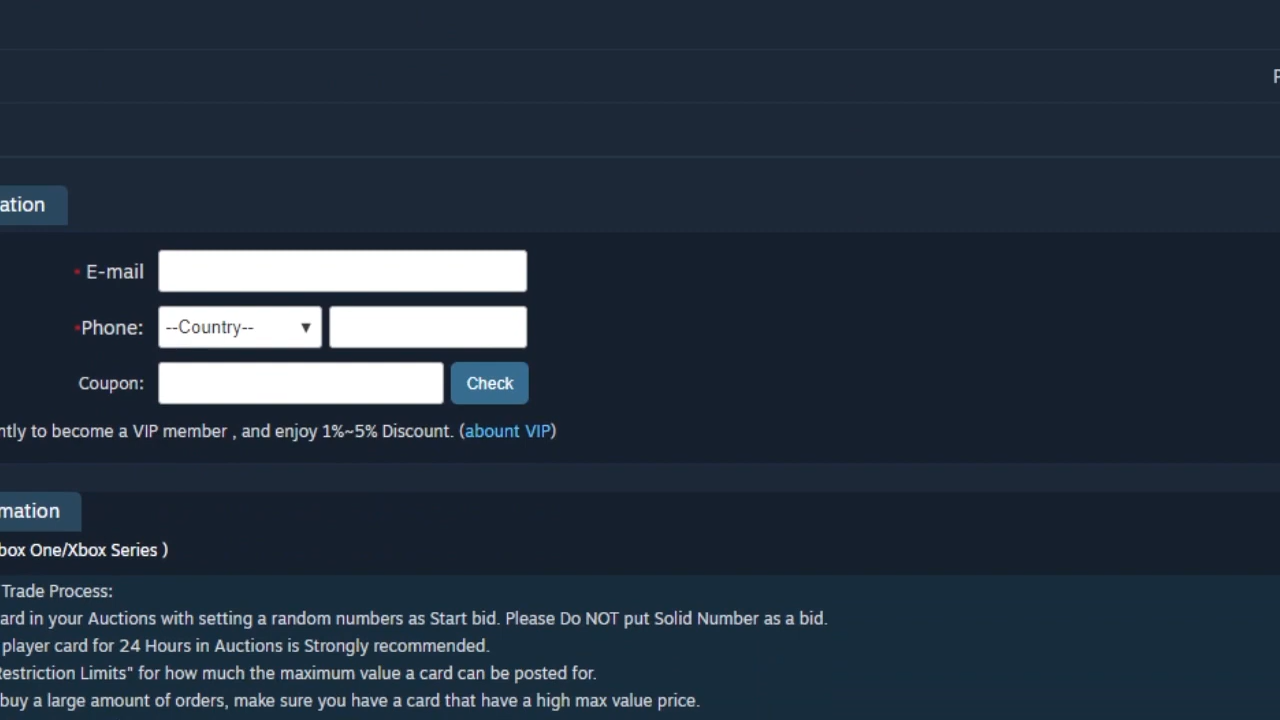 ation
* E-mail
*Phone: --Country-- ▼
Coupon: Check
ntly to become a VIP member , and enjoy 1%~5% Discount. (abount VIP)
mation
box One/Xbox Series )
Trade Process:
ard in your Auctions with setting a random numbers as Start bid. Please Do NOT put Solid Number as a bid.
player card for 24 Hours in Auctions is Strongly recommended.
Restriction Limits" for how much the maximum value a card can be posted for.
buy a large amount of orders, make sure you have a card that have a high max value price.